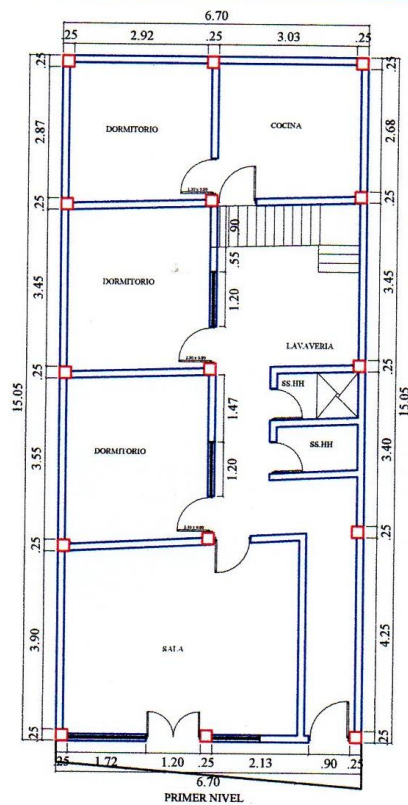 6.70
.25 2.92 .25 3.03 .25
.25 .25
2.87 DORMITORIO COCINA 2.68
.25 .25
.90
.55
3.45 DORMITORIO 1.20 3.45
LAVAVERIA
.25 .25
SS.HH
15.05 1.47 15.05
SS.HH 3.40
3.55 DORMITORIO 1.20
.25 .25
3.90 SALA 4.25
.25 .25
.25 1.72 1.20 .25 2.13 .90 .25
6.70
PRIMER NIVEL